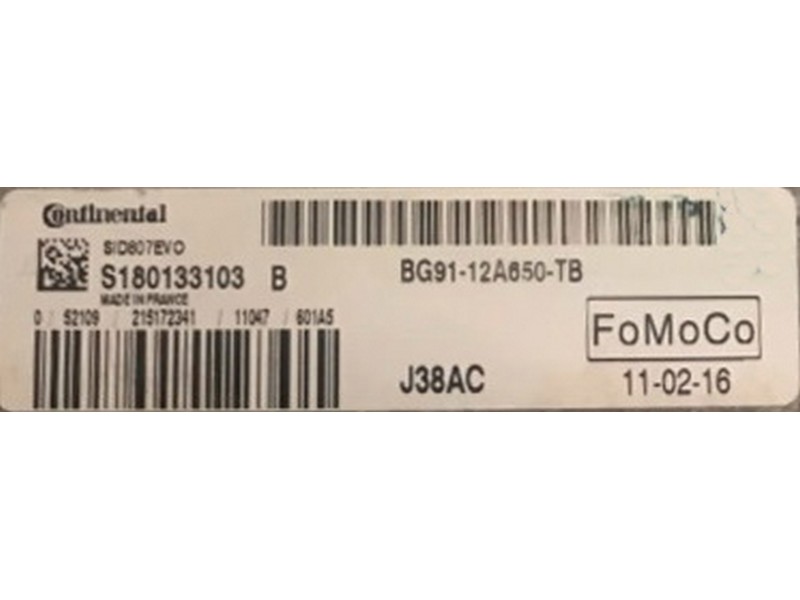 Continental
SID807EVO
S180133103 B
MADE IN FRANCE
0 / 52109 / 215172341 / 11047 / 601A5
BG91-12A650-TB
FoMoCo
J38AC
11-02-16